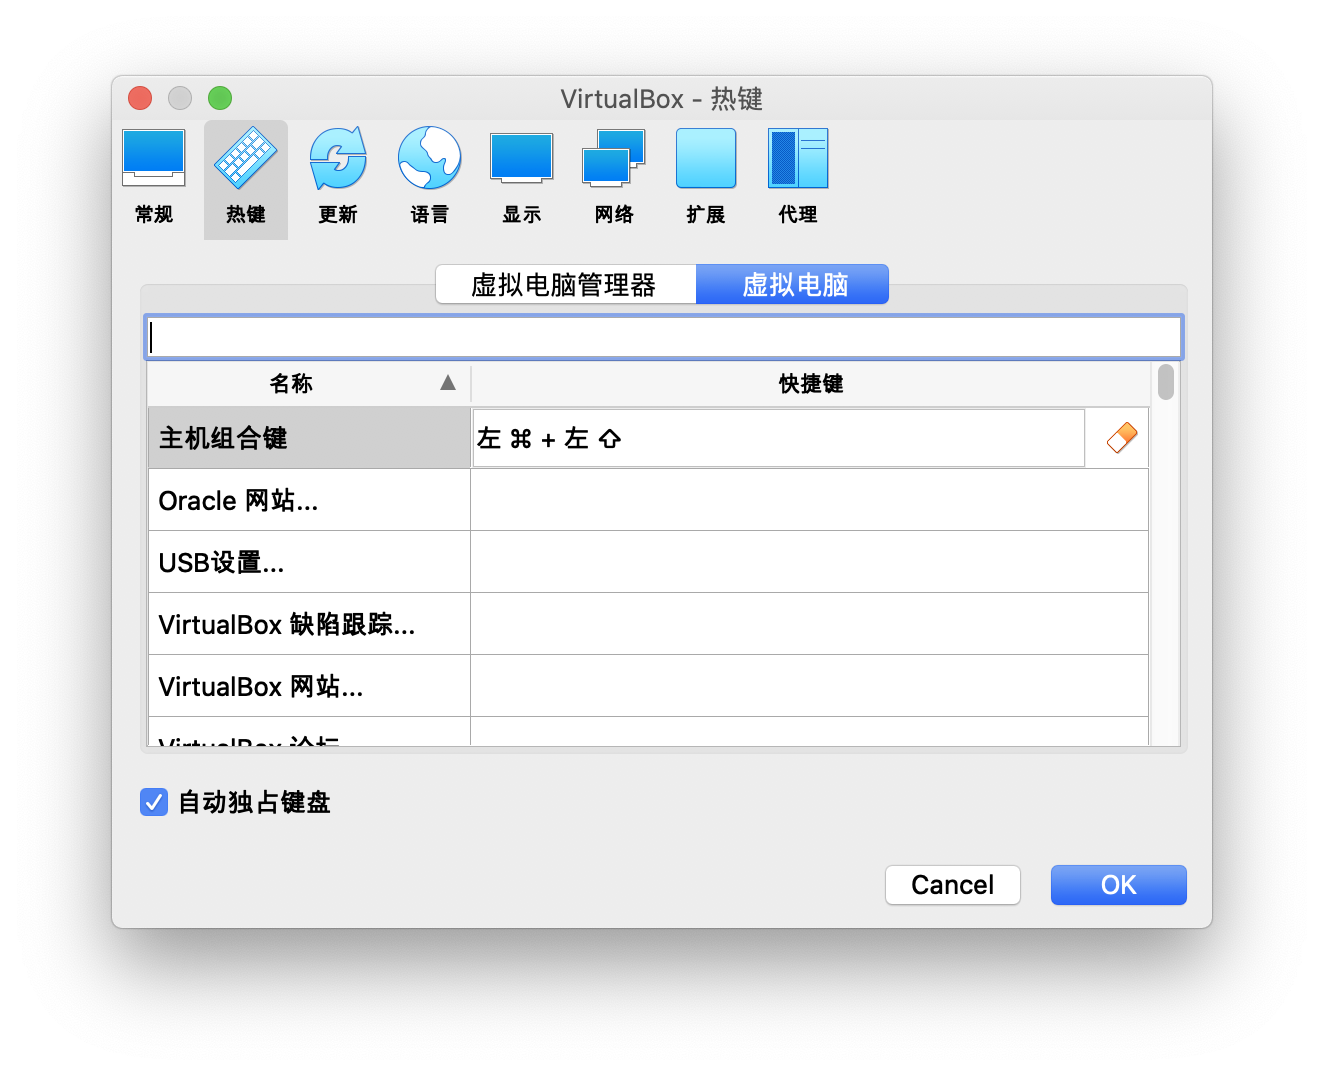 VirtualBox - 热键
常规 热键 更新 语言 显示 网络 扩展 代理
虚拟电脑管理器 虚拟电脑
名称 ▲ 快捷键
主机组合键 左 ⌘ + 左 ⇧
Oracle 网站...
USB设置...
VirtualBox 缺陷跟踪...
VirtualBox 网站...
VirtualBox 论坛
自动独占键盘
Cancel OK